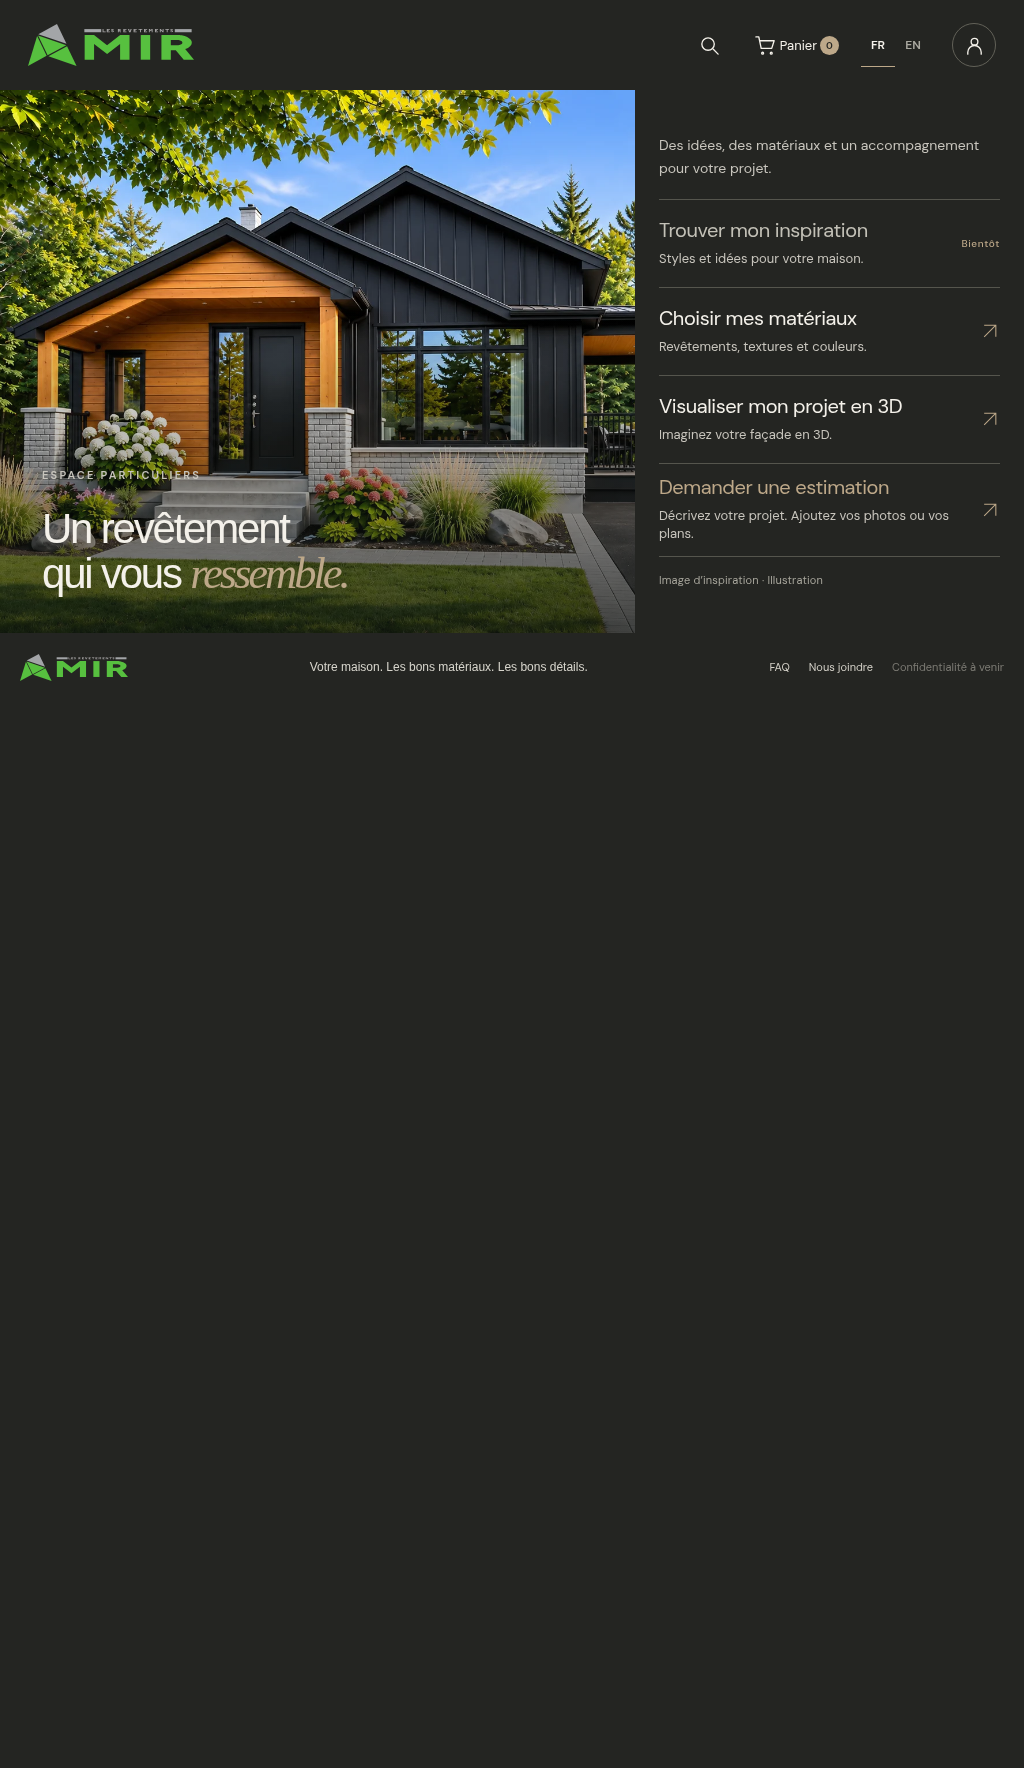 LES REVÊTEMENTS
MIR
Panier 0
FR
EN
ESPACE PARTICULIERS
Un revêtement
qui vous ressemble.
Des idées, des matériaux et un accompagnement
pour votre projet.
Trouver mon inspiration
Styles et idées pour votre maison.
Bientôt
Choisir mes matériaux
Revêtements, textures et couleurs.
Visualiser mon projet en 3D
Imaginez votre façade en 3D.
Demander une estimation
Décrivez votre projet. Ajoutez vos photos ou vos
plans.
Image d’inspiration · Illustration
LES REVÊTEMENTS
MIR
Votre maison. Les bons matériaux. Les bons détails.
FAQ
Nous joindre
Confidentialité à venir